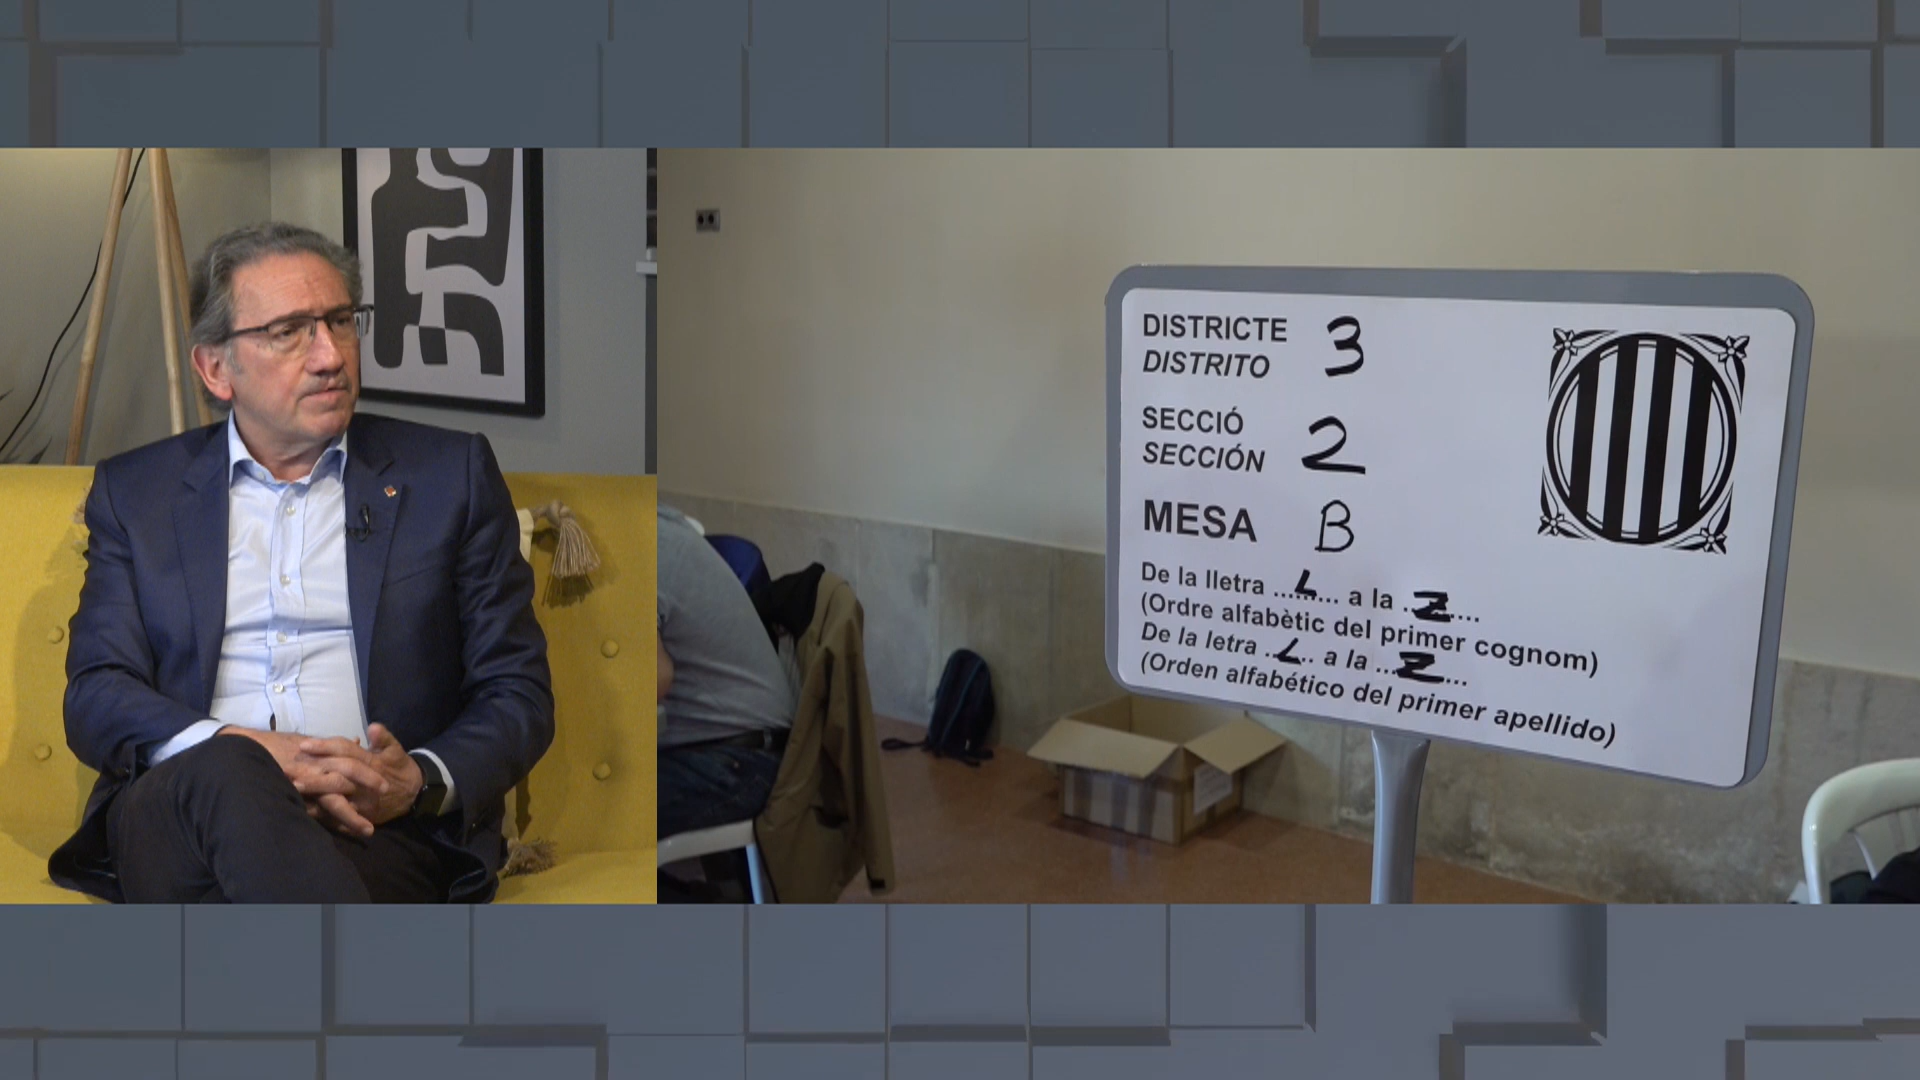 DISTRICTE 3
DISTRITO
SECCIÓ 2
SECCIÓN
MESA B
De la lletra ...L... a la ..Z....
(Ordre alfabètic del primer cognom)
De la letra ..L.. a la ...Z...
(Orden alfabético del primer apellido)